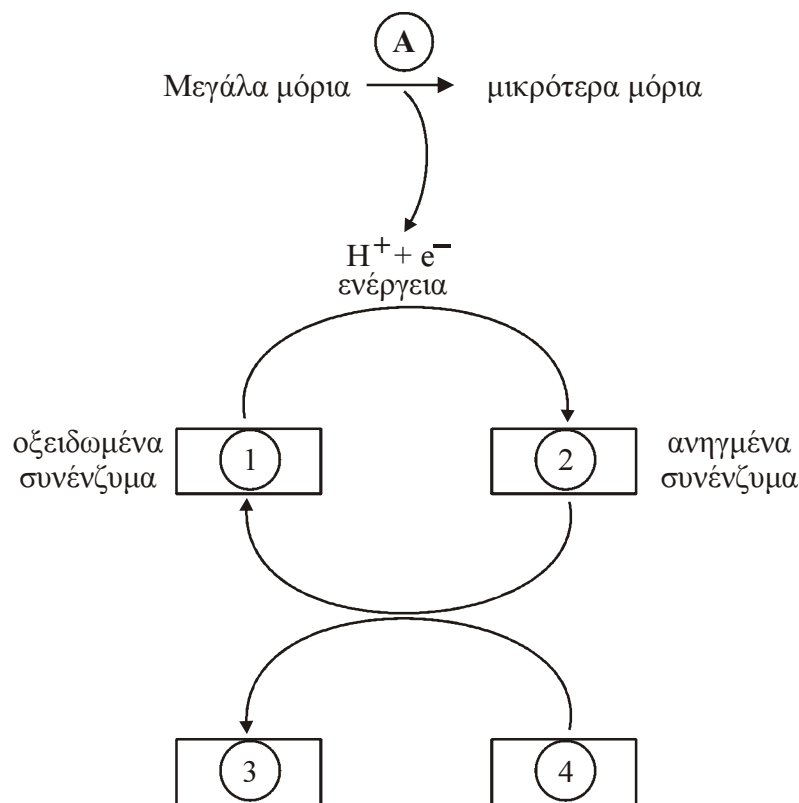 A
Μεγάλα μόρια μικρότερα μόρια
H⁺ + e⁻
ενέργεια
οξειδωμένα
συνένζυμα
1
2
ανηγμένα
συνένζυμα
3
4